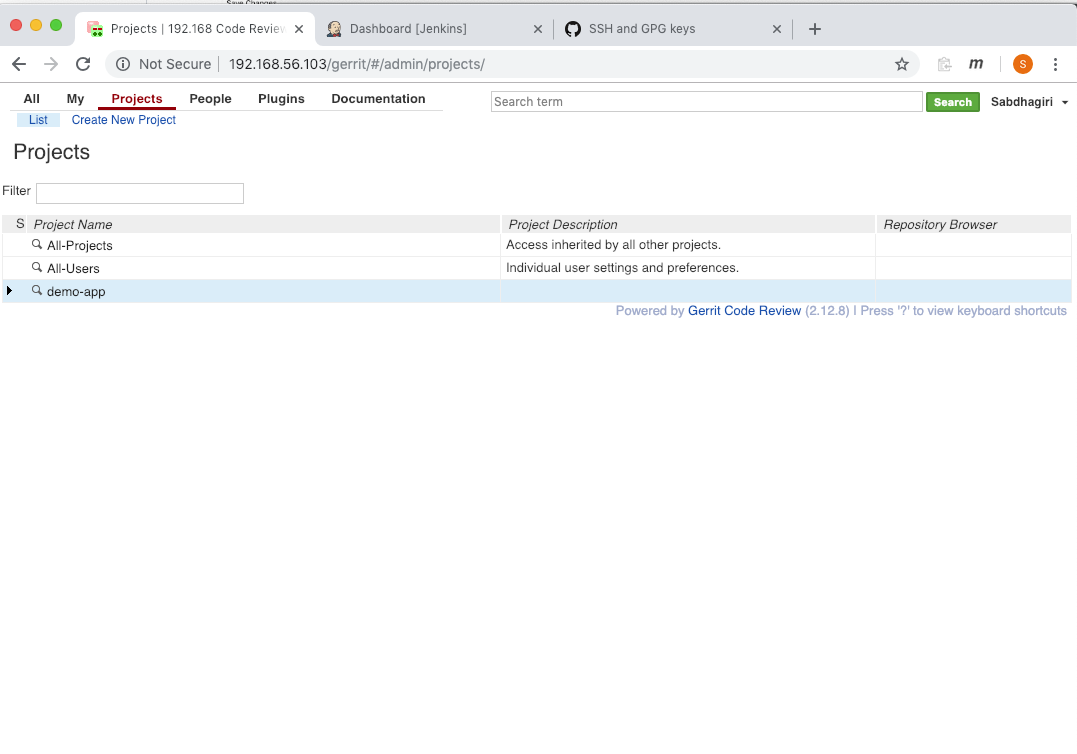 Save Changes
Projects | 192.168 Code Review
Dashboard [Jenkins]
SSH and GPG keys
Not Secure
192.168.56.103/gerrit/#/admin/projects/
m
S
All My Projects People Plugins Documentation
Search term
Search
Sabdhagiri
List Create New Project
Projects
Filter
S Project Name Project Description Repository Browser
All-Projects Access inherited by all other projects.
All-Users Individual user settings and preferences.
demo-app
Powered by Gerrit Code Review (2.12.8) | Press '?' to view keyboard shortcuts